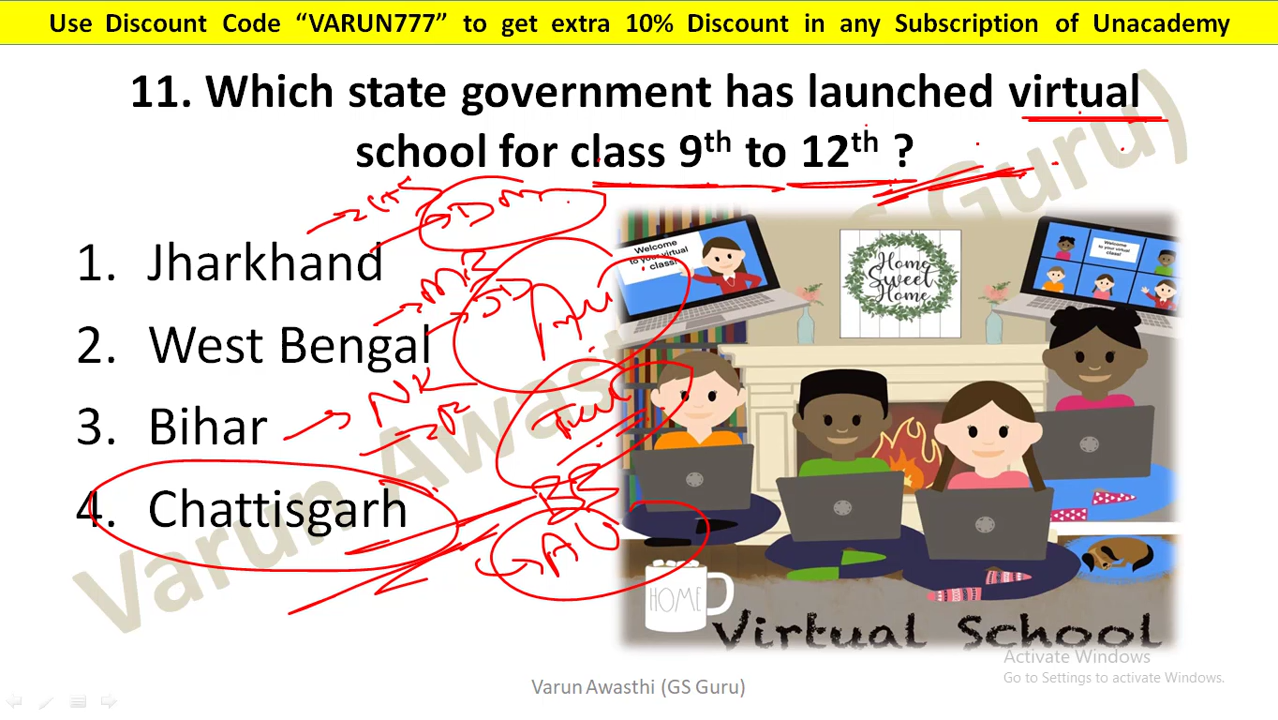 Use Discount Code “VARUN777” to get extra 10% Discount in any Subscription of Unacademy
11. Which state government has launched virtual
school for class 9th to 12th ?
1. Jharkhand
2. West Bengal
3. Bihar
4. Chattisgarh
NK
Welcome
to your virtual
class!
Home
Sweet
Home
Welcome
to your virtual
class!
HOME
Virtual School
Varun Awasthi (GS Guru)
Varun Awasthi (GS Guru)
Activate Windows
Go to Settings to activate Windows.